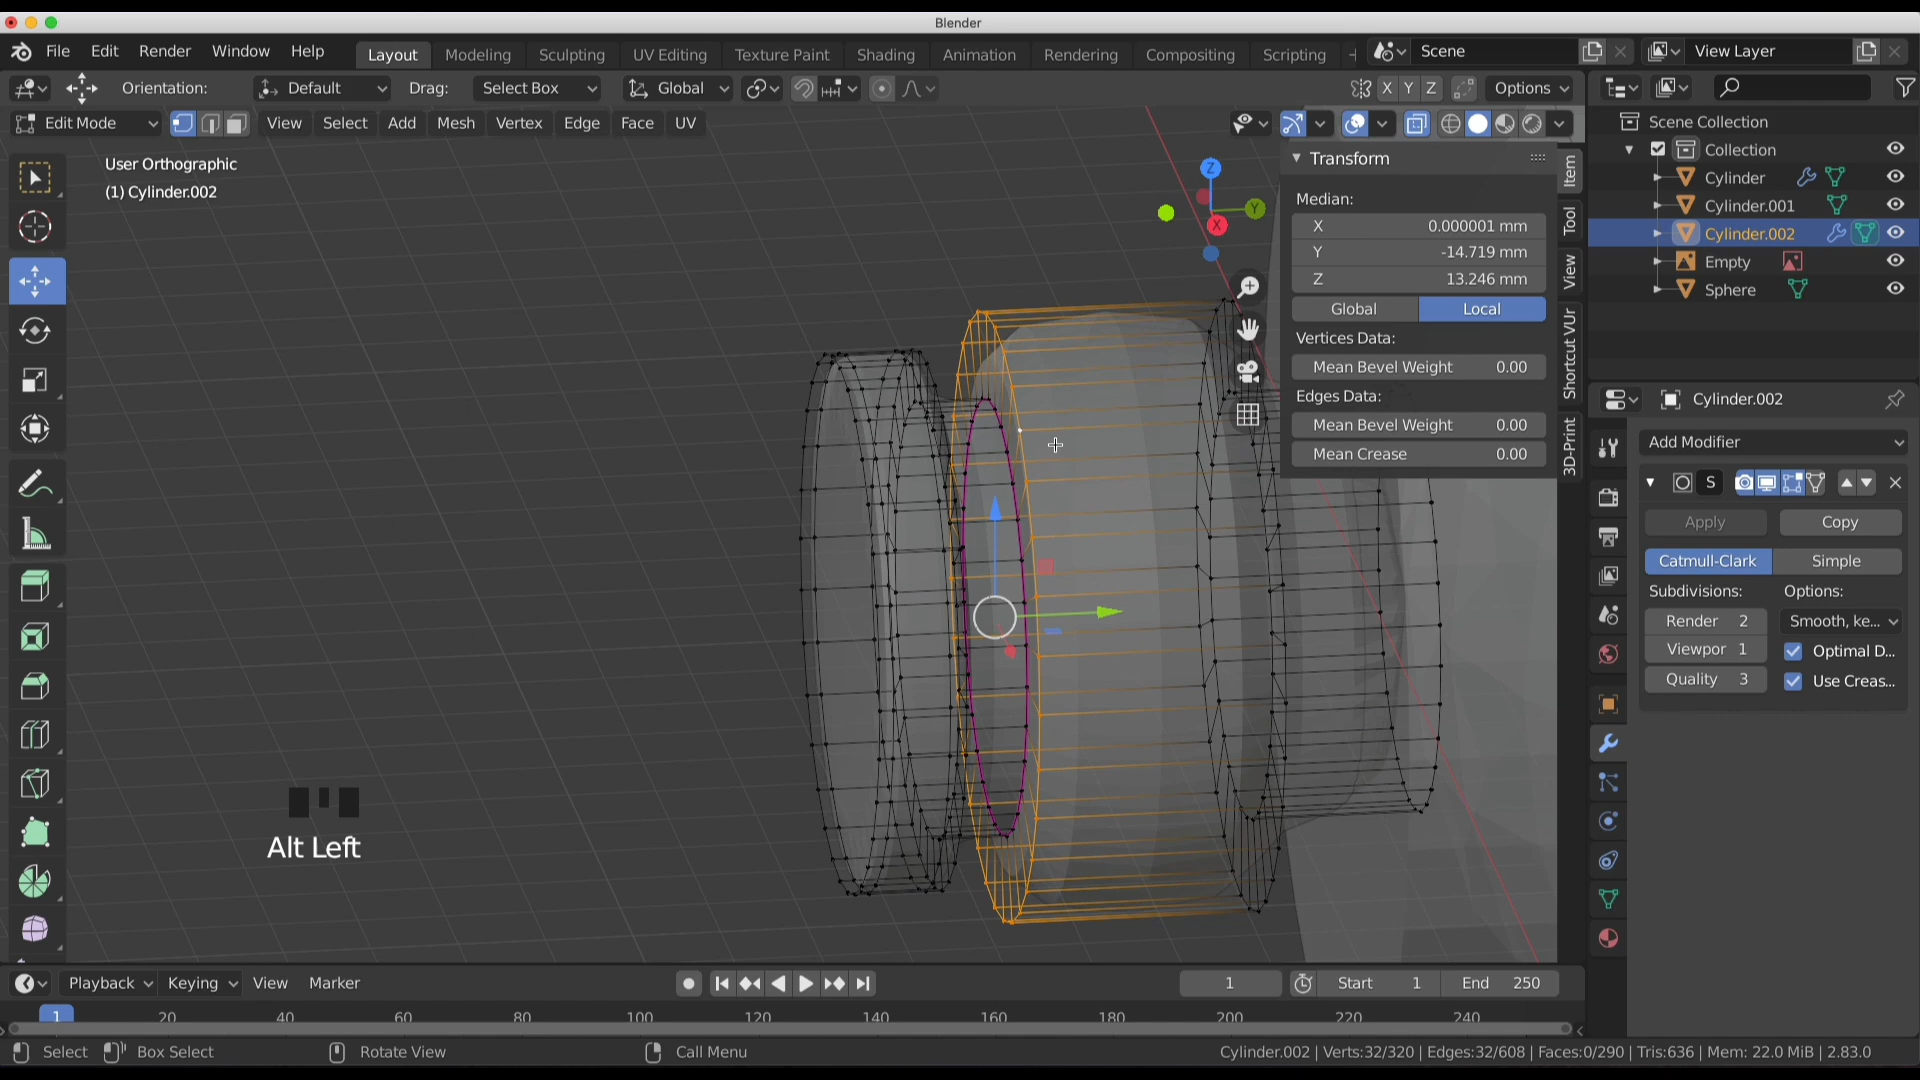 Blender
File Edit Render Window Help Layout Modeling Sculpting UV Editing Texture Paint Shading Animation Rendering Compositing Scripting Scene View Layer
Orientation: Default Drag: Select Box Global X Y Z Options
Edit Mode View Select Add Mesh Vertex Edge Face UV
User Orthographic
(1) Cylinder.002
Z
Y
X
Transform
Median:
X 0.000001 mm
Y -14.719 mm
Z 13.246 mm
Global Local
Vertices Data:
Mean Bevel Weight 0.00
Edges Data:
Mean Bevel Weight 0.00
Mean Crease 0.00
Item
Tool
View
Shortcut VUr
3D-Print
Scene Collection
Collection
Cylinder
Cylinder.001
Cylinder.002
Empty
Sphere
Cylinder.002
Add Modifier
S
Apply Copy
Catmull-Clark Simple
Subdivisions: Options:
Render 2 Smooth, ke...
Viewpor 1 Optimal D...
Quality 3 Use Creas...
Alt Left
Playback Keying View Marker 1 Start 1 End 250
1 20 40 60 80 100 120 140 160 180 200 220 240
Select Box Select Rotate View Call Menu Cylinder.002 | Verts:32/320 | Edges:32/608 | Faces:0/290 | Tris:636 | Mem: 22.0 MiB | 2.83.0